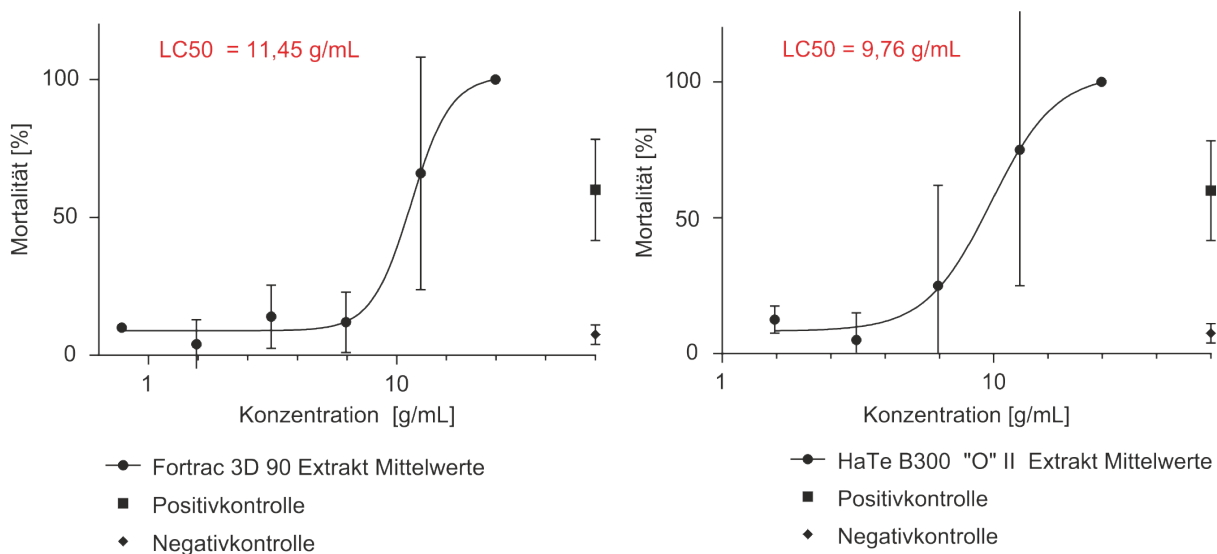 LC50 = 11,45 g/mL
100
50
0
Mortalität [%]
1
10
Konzentration [g/mL]
Fortrac 3D 90 Extrakt Mittelwerte
Positivkontrolle
Negativkontrolle
LC50 = 9,76 g/mL
100
50
0
Mortalität [%]
1
10
Konzentration [g/mL]
HaTe B300 "O" II Extrakt Mittelwerte
Positivkontrolle
Negativkontrolle